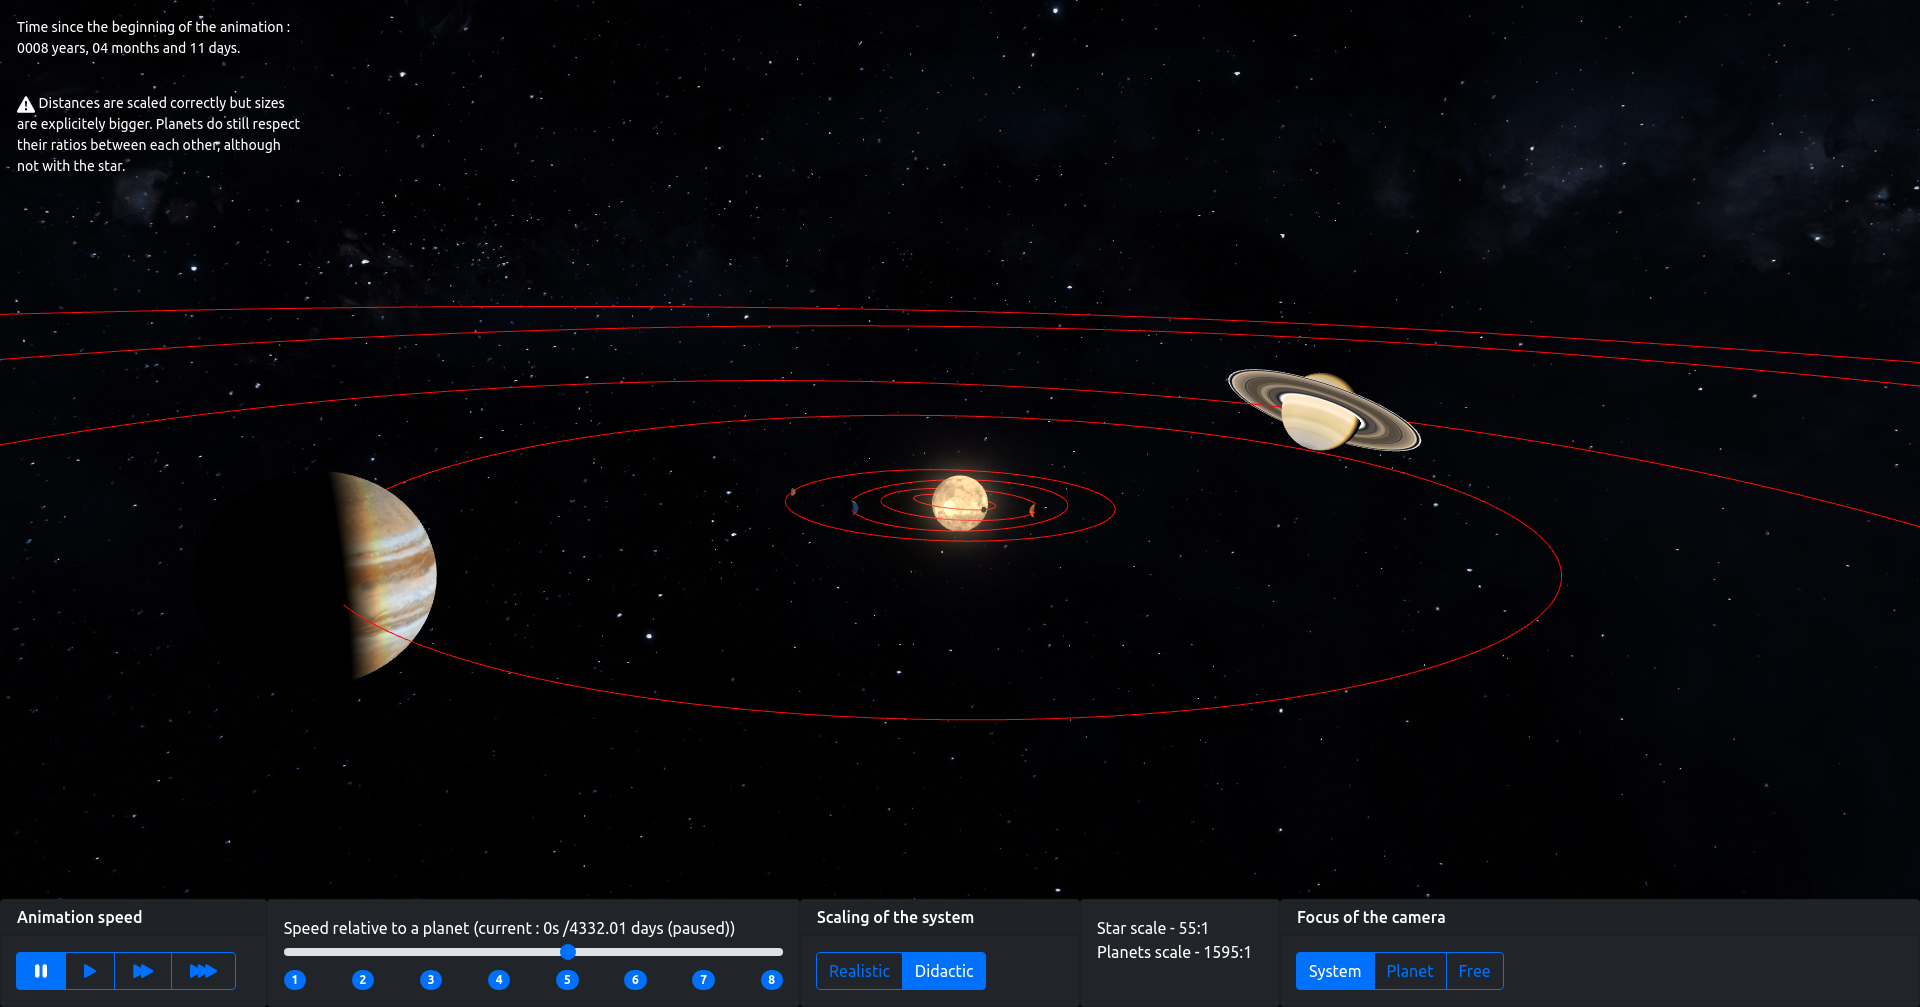 Time since the beginning of the animation :
0008 years, 04 months and 11 days.
Distances are scaled correctly but sizes
are explicitely bigger. Planets do still respect
their ratios between each other, although
not with the star.
Animation speed
Speed relative to a planet (current : 0s /4332.01 days (paused))
1 2 3 4 5 6 7 8
Scaling of the system
Realistic Didactic
Star scale - 55:1
Planets scale - 1595:1
Focus of the camera
System Planet Free